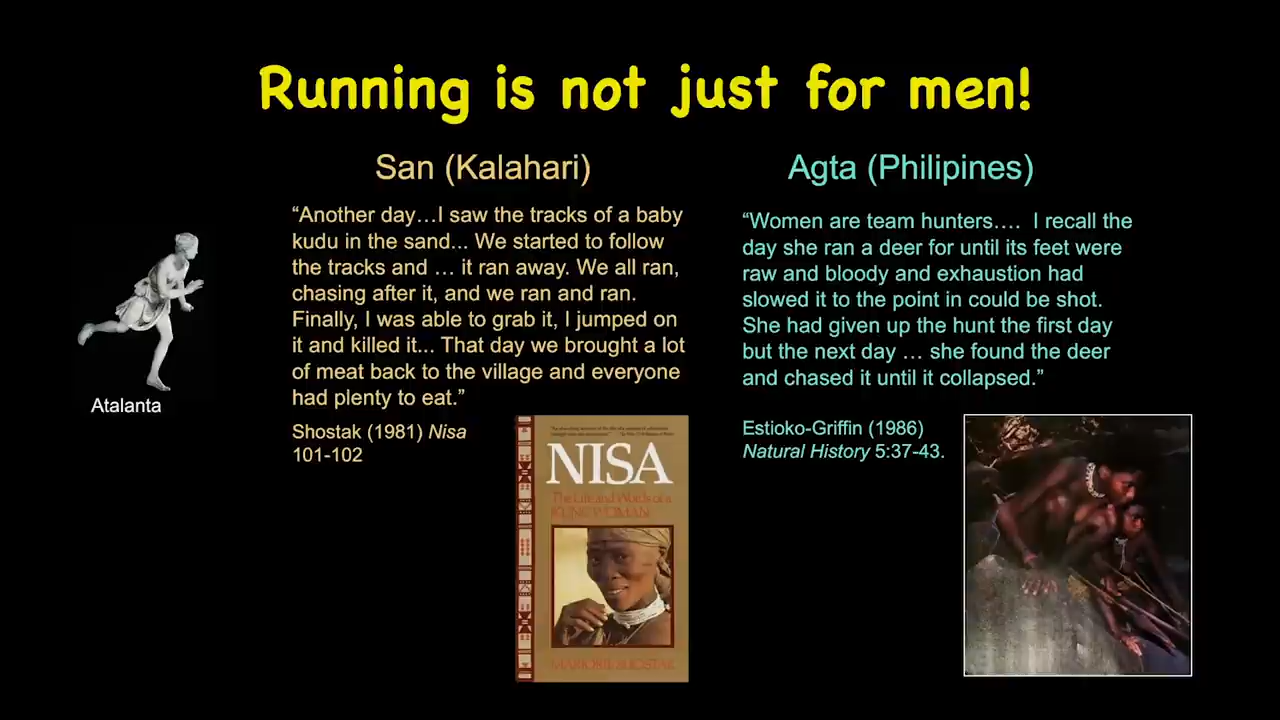 Running is not just for men!
San (Kalahari)
“Another day…I saw the tracks of a baby
kudu in the sand... We started to follow
the tracks and … it ran away. We all ran,
chasing after it, and we ran and ran.
Finally, I was able to grab it, I jumped on
it and killed it... That day we brought a lot
of meat back to the village and everyone
had plenty to eat.”
Shostak (1981) Nisa
101-102
Agta (Philipines)
“Women are team hunters…. I recall the
day she ran a deer for until its feet were
raw and bloody and exhaustion had
slowed it to the point in could be shot.
She had given up the hunt the first day
but the next day … she found the deer
and chased it until it collapsed.”
Estioko-Griffin (1986)
Natural History 5:37-43.
Atalanta
NISA
The Life and Words of a
!KUNG WOMAN
MARJORIE SHOSTAK